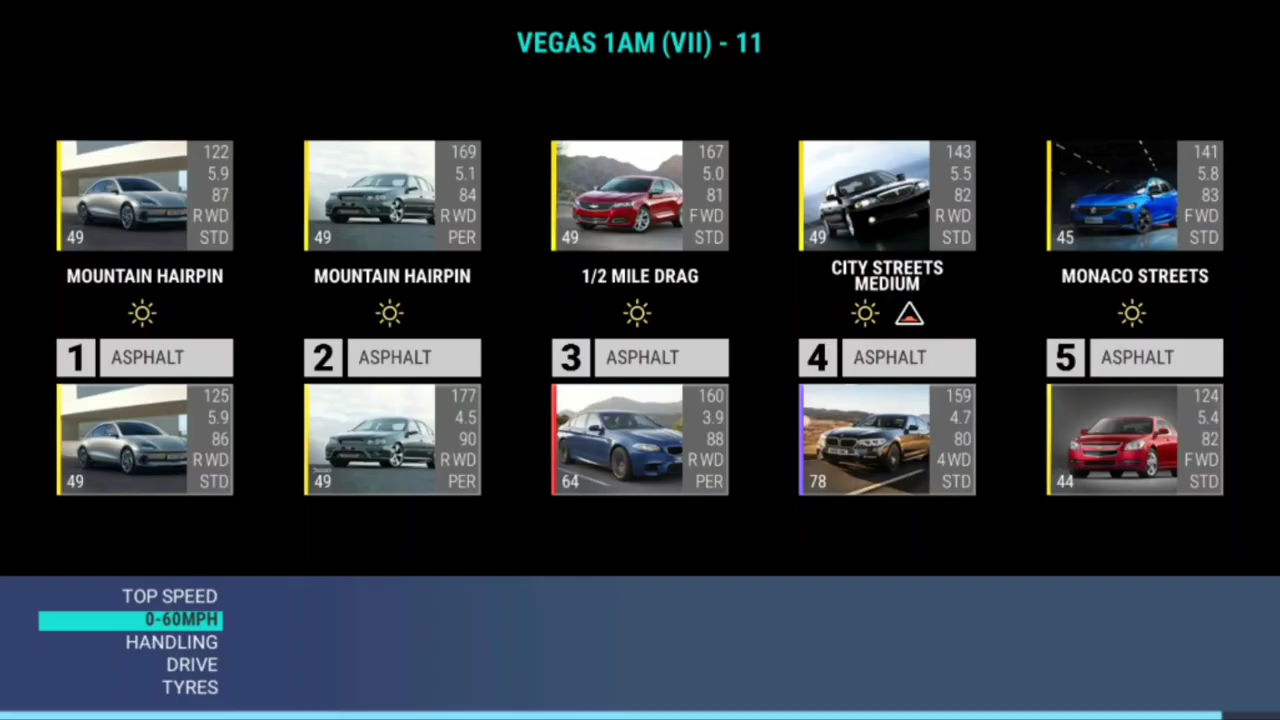 VEGAS 1AM (VII) - 11
122
5.9
87
RWD
STD
49
169
5.1
84
RWD
PER
49
167
5.0
81
FWD
STD
49
143
5.5
82
RWD
STD
49
141
5.8
83
FWD
STD
45
MOUNTAIN HAIRPIN
MOUNTAIN HAIRPIN
1/2 MILE DRAG
CITY STREETS
MEDIUM
MONACO STREETS
1 ASPHALT
2 ASPHALT
3 ASPHALT
4 ASPHALT
5 ASPHALT
125
5.9
86
RWD
STD
49
177
4.5
90
RWD
PER
49
160
3.9
88
RWD
PER
64
159
4.7
80
4WD
STD
78
124
5.4
82
FWD
STD
44
TOP SPEED
0-60MPH
HANDLING
DRIVE
TYRES